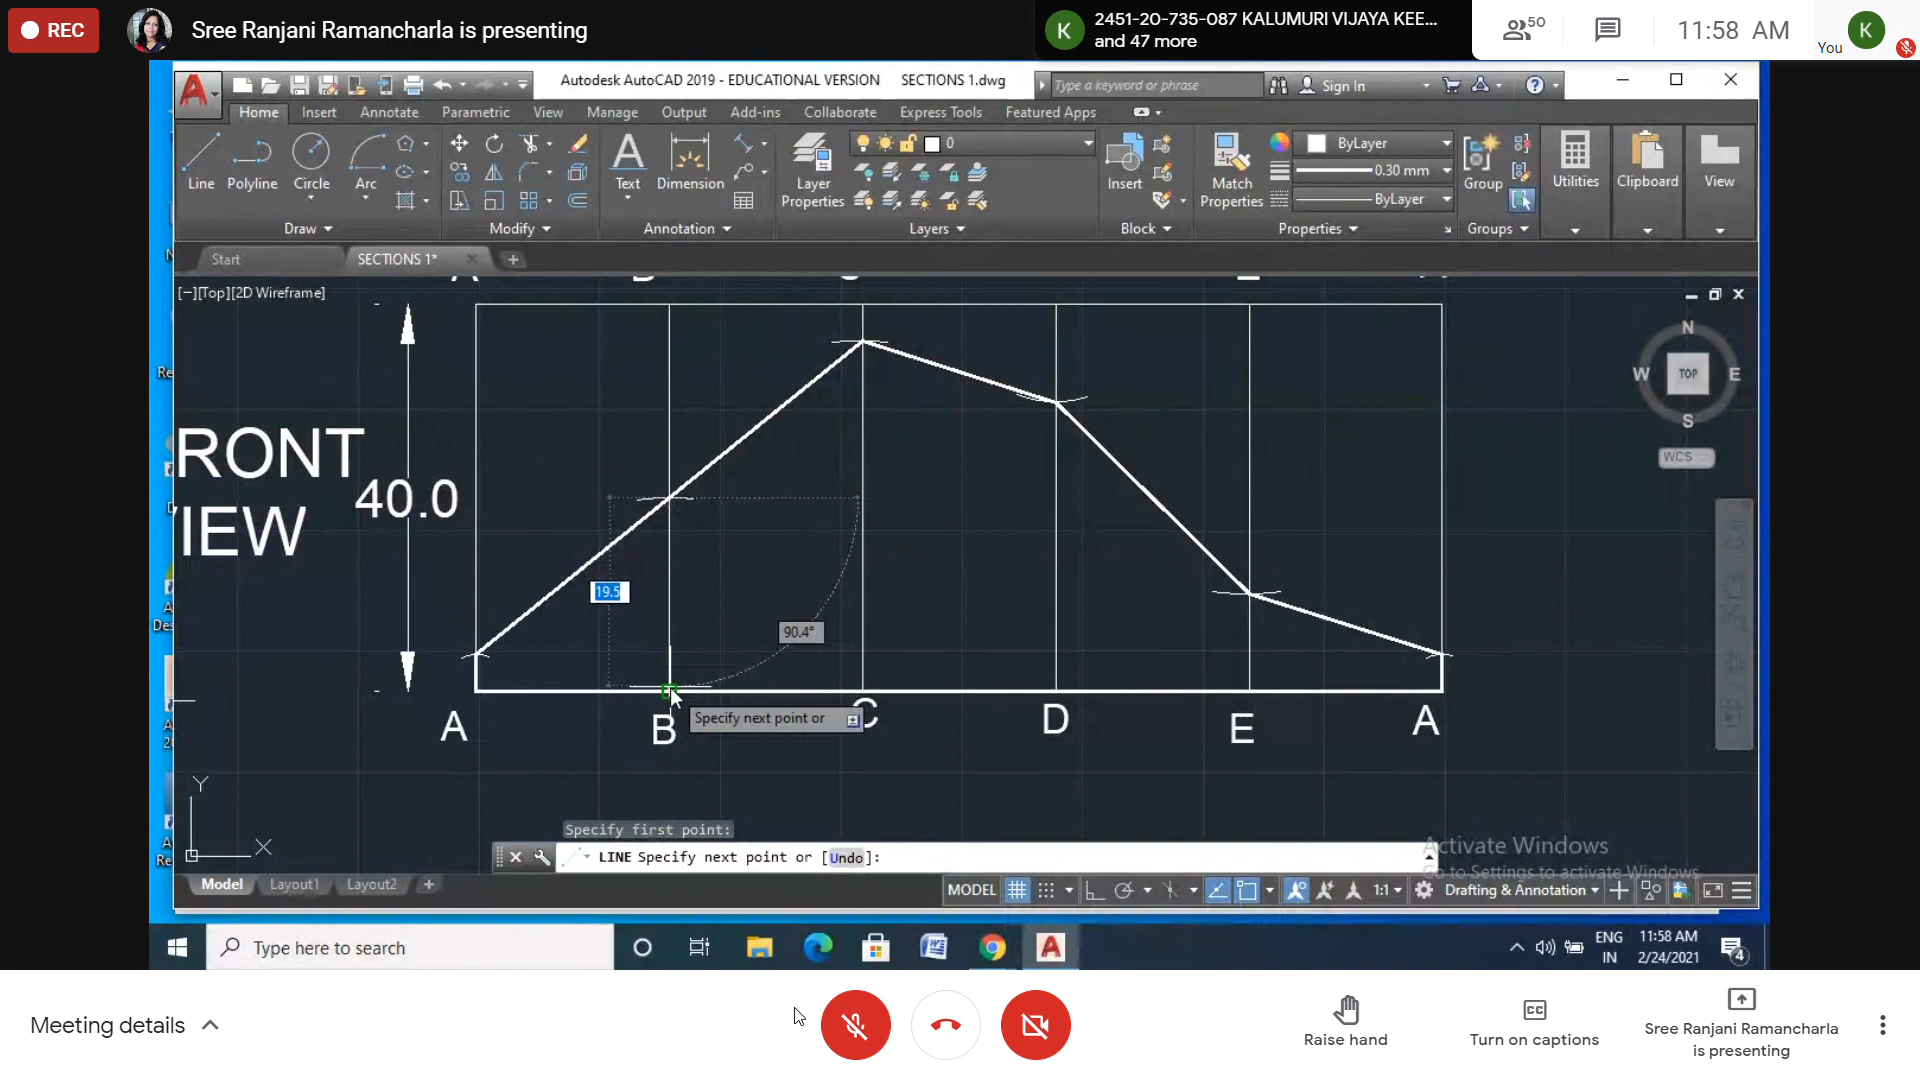 REC
Sree Ranjani Ramancharla is presenting
K
2451-20-735-087 KALUMURI VIJAYA KEE...
and 47 more
50
11:58 AM
You
K
Autodesk AutoCAD 2019 - EDUCATIONAL VERSION SECTIONS 1.dwg
Type a keyword or phrase
Sign In
Home Insert Annotate Parametric View Manage Output Add-ins Collaborate Express Tools Featured Apps
Line
Polyline
Circle
Arc
Text
Dimension
Layer
Properties
0
Insert
Match
Properties
ByLayer
0.30 mm
ByLayer
Group
Utilities
Clipboard
View
Draw
Modify
Annotation
Layers
Block
Properties
Groups
Start
SECTIONS 1*
[−][Top][2D Wireframe]
N
W
TOP
E
S
WCS
RONT
40.0
IEW
19.5
90.4°
Specify next point or
A
B
C
D
E
A
Y
X
Specify first point:
LINE Specify next point or [Undo]:
Activate Windows
Go to Settings to activate Windows.
Model Layout1 Layout2
MODEL
1:1
Drafting & Annotation
Re
Des
Re
Type here to search
ENG
IN
11:58 AM
2/24/2021
4
Meeting details
Raise hand
Turn on captions
Sree Ranjani Ramancharla
is presenting